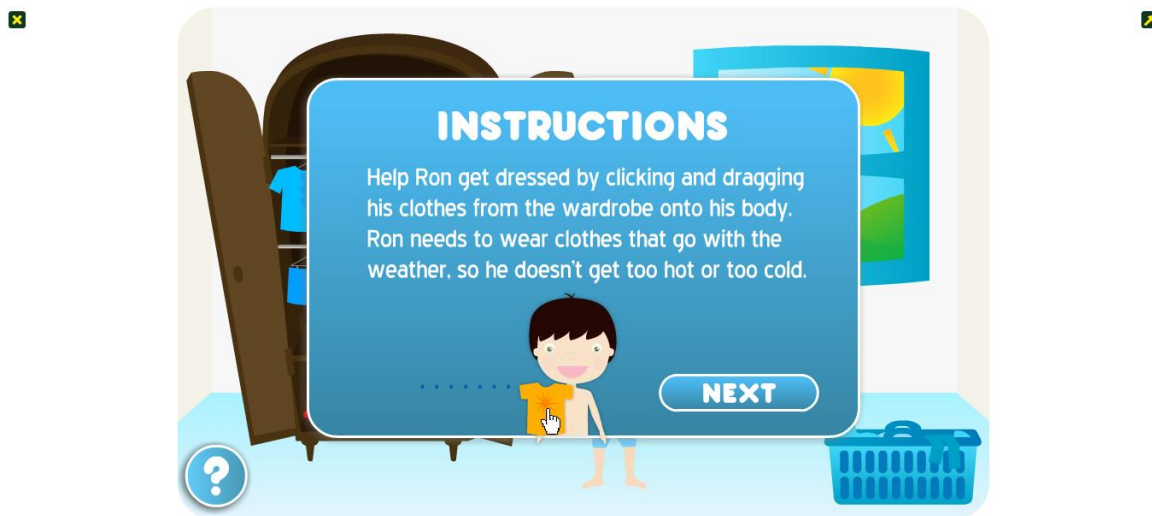 INSTRUCTIONS
Help Ron get dressed by clicking and dragging
his clothes from the wardrobe onto his body.
Ron needs to wear clothes that go with the
weather, so he doesn't get too hot or too cold.
NEXT
?